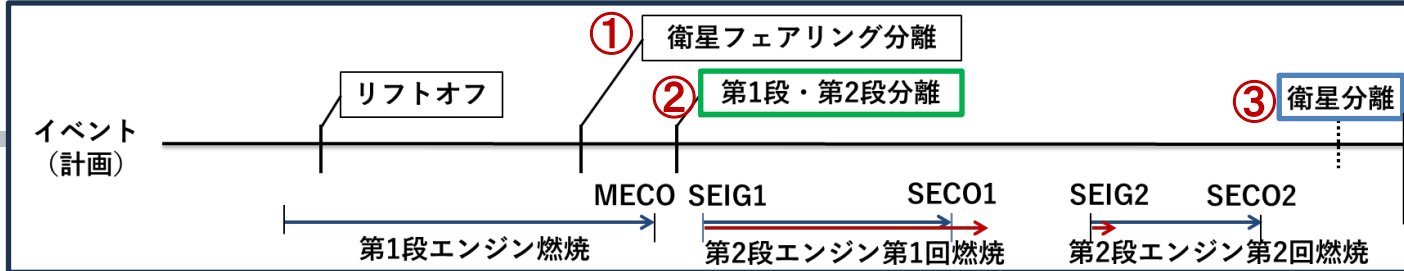 ① 衛星フェアリング分離
リフトオフ
② 第1段・第2段分離
③ 衛星分離
イベント
（計画）
MECO SEIG1 SECO1 SEIG2 SECO2
第1段エンジン燃焼
第2段エンジン第1回燃焼
第2段エンジン第2回燃焼